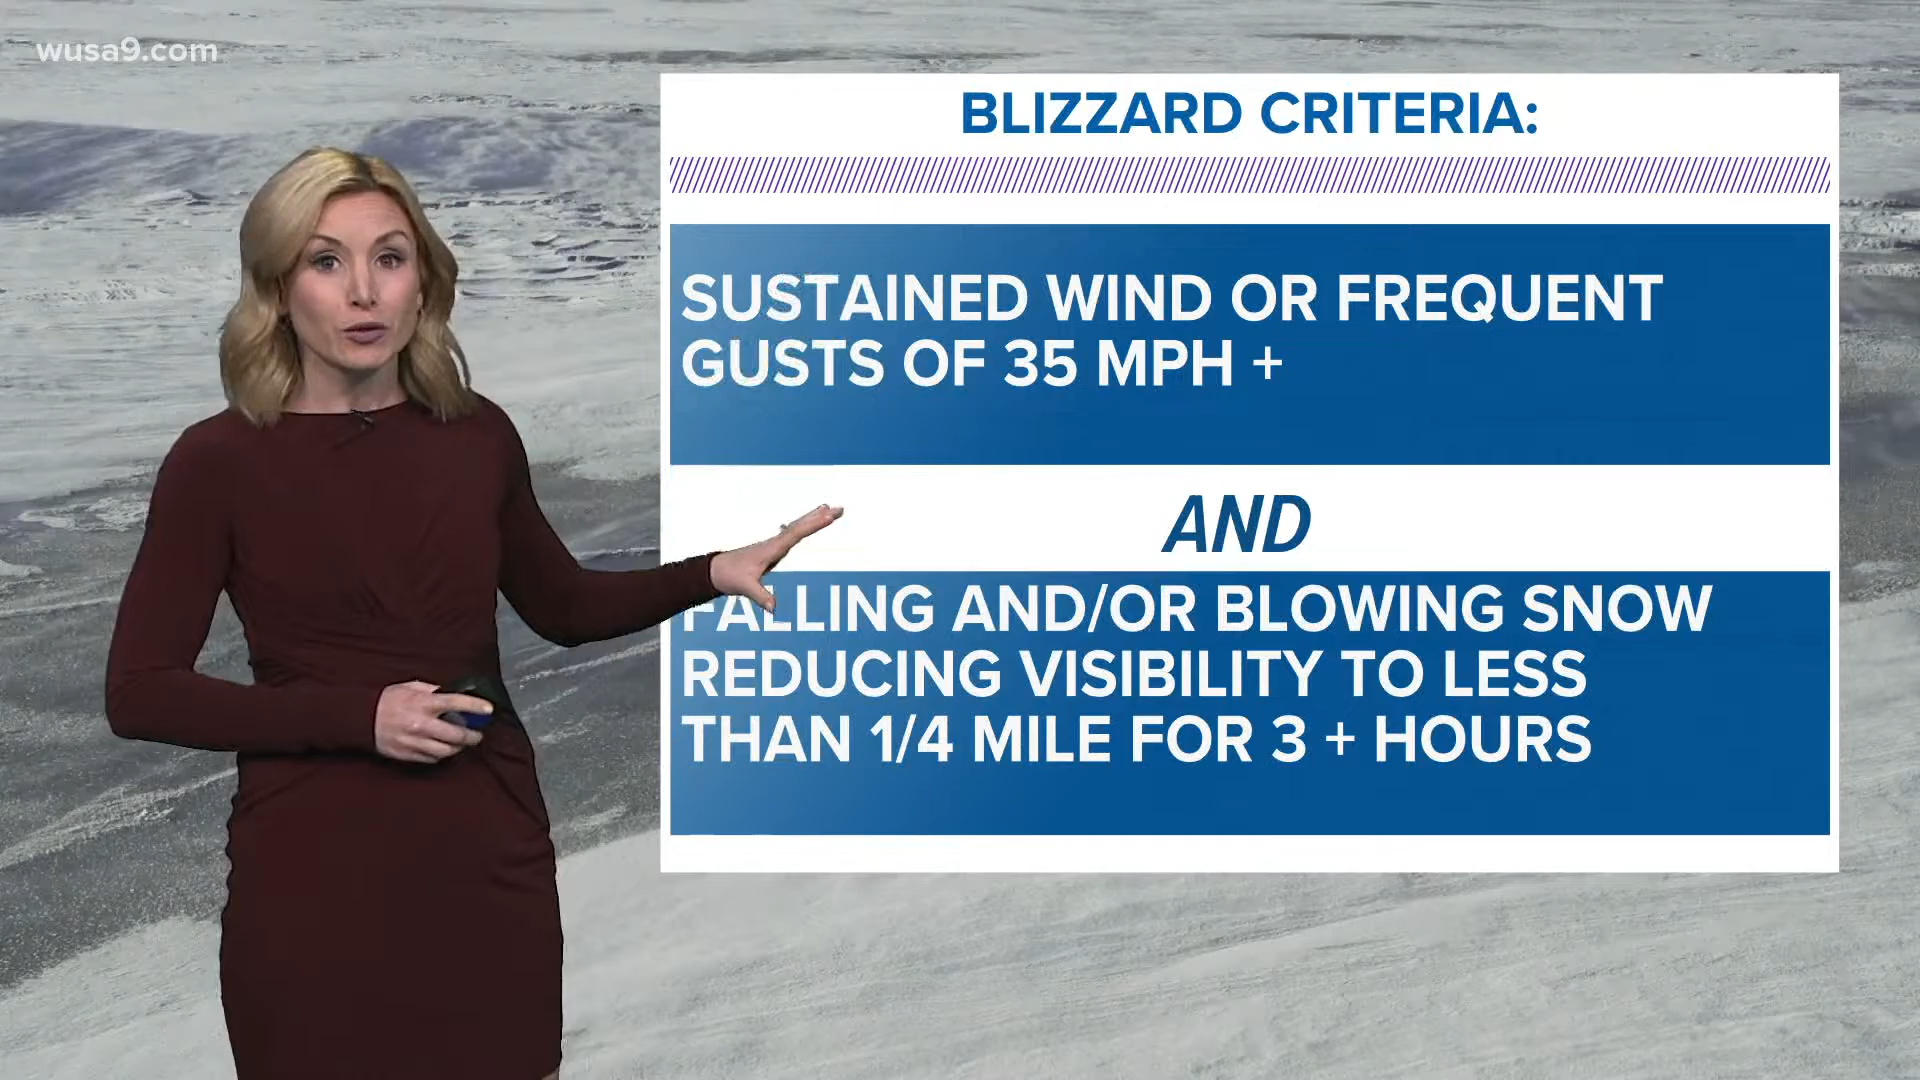 wusa9.com
BLIZZARD CRITERIA:
SUSTAINED WIND OR FREQUENT
GUSTS OF 35 MPH +
AND
FALLING AND/OR BLOWING SNOW
REDUCING VISIBILITY TO LESS
THAN 1/4 MILE FOR 3 + HOURS